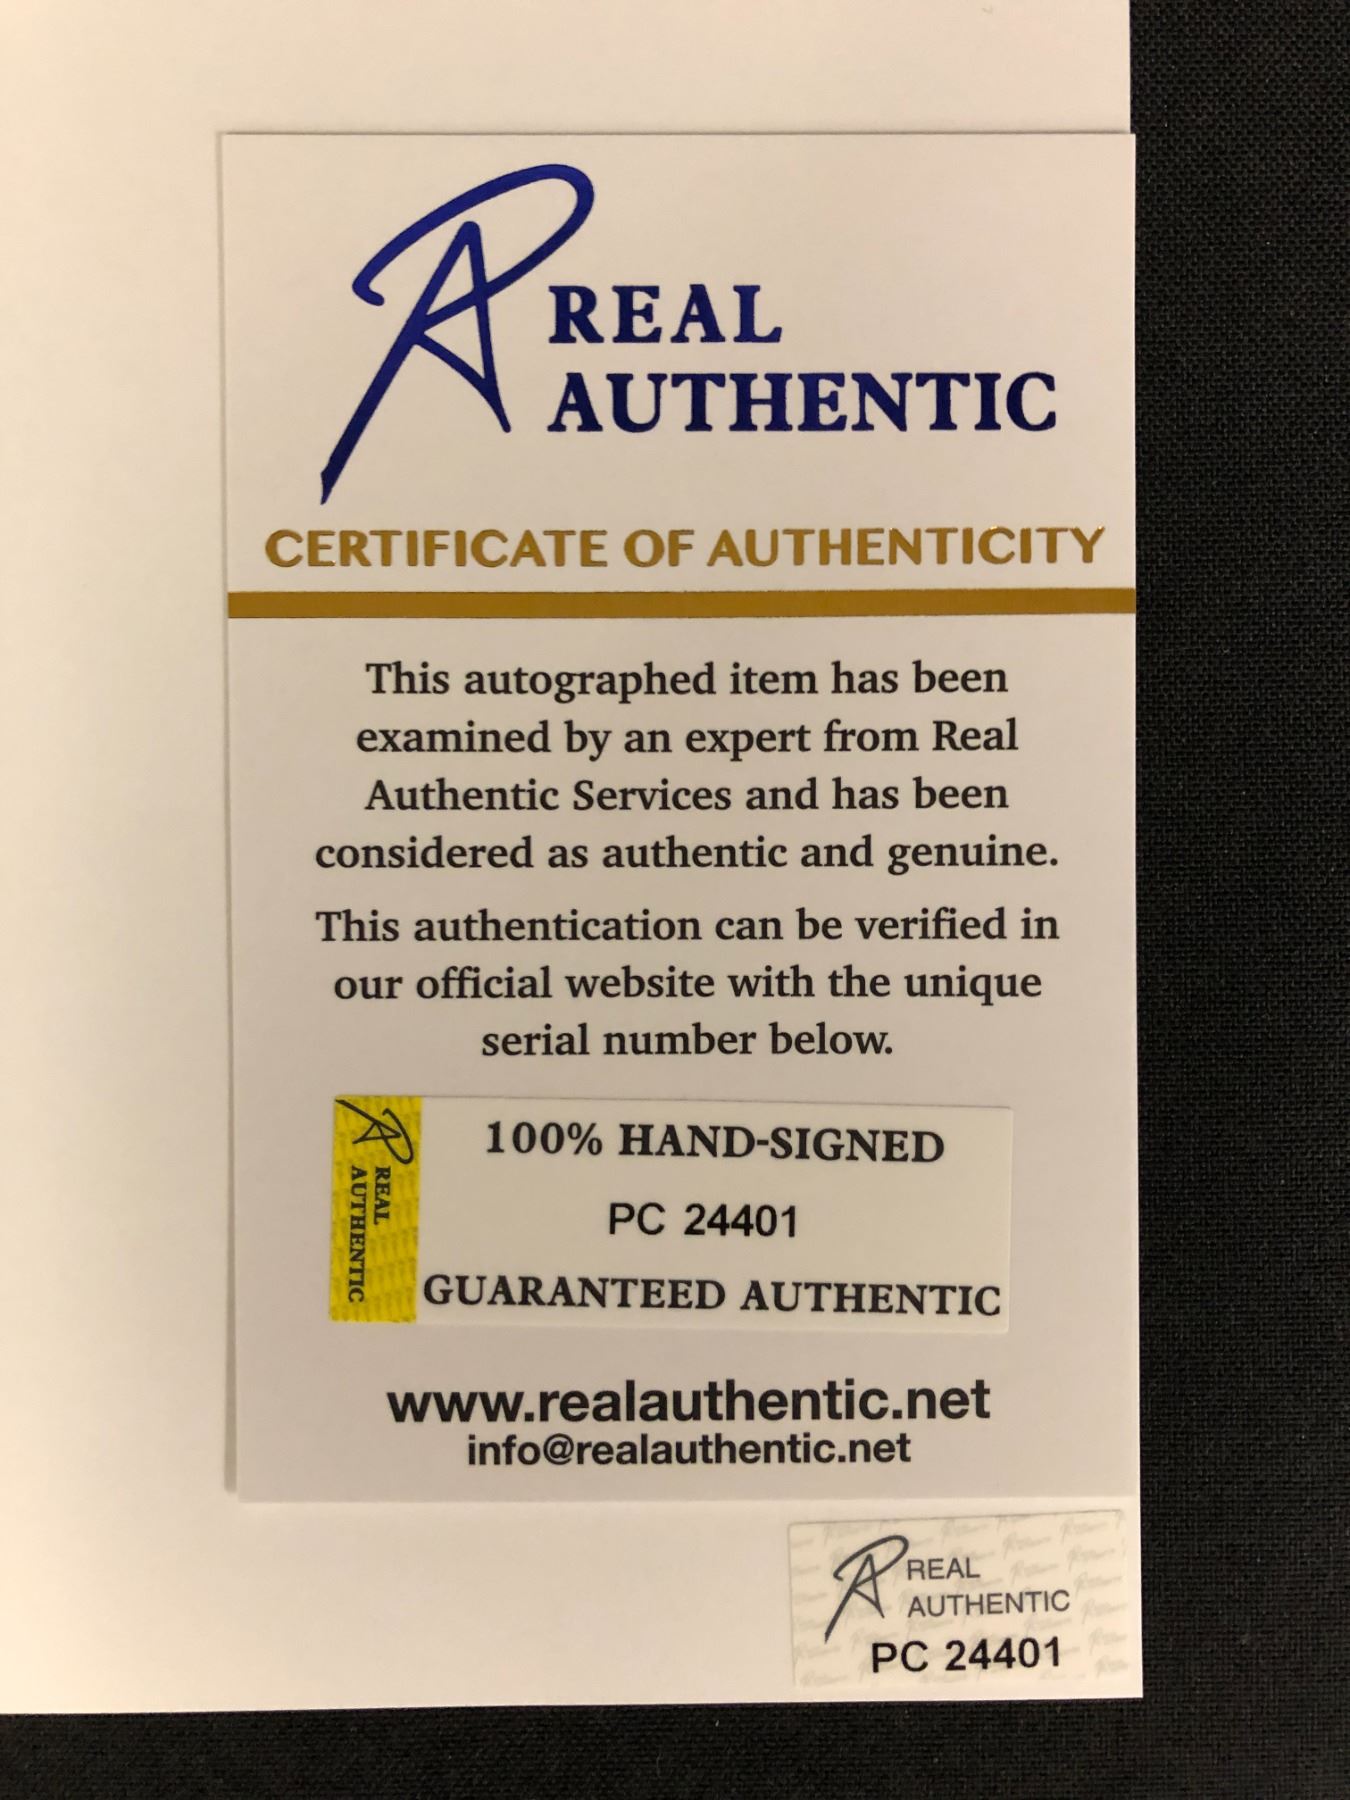 REAL
AUTHENTIC
CERTIFICATE OF AUTHENTICITY
This autographed item has been
examined by an expert from Real
Authentic Services and has been
considered as authentic and genuine.
This authentication can be verified in
our official website with the unique
serial number below.
REAL
AUTHENTIC
100% HAND-SIGNED
PC 24401
GUARANTEED AUTHENTIC
www.realauthentic.net
info@realauthentic.net
REAL
AUTHENTIC
PC 24401